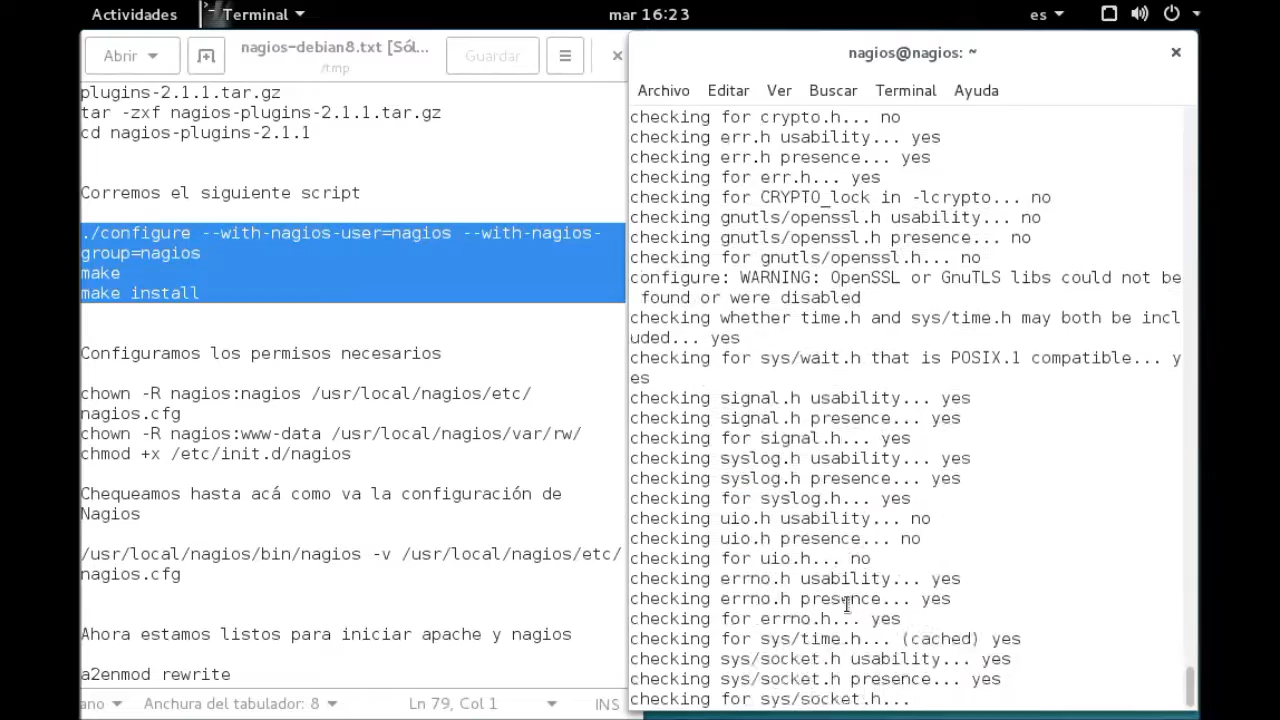 Actividades
Terminal
mar 16:23
es
Abrir
nagios-debian8.txt [Sól...
/tmp
Guardar
plugins-2.1.1.tar.gz
tar -zxf nagios-plugins-2.1.1.tar.gz
cd nagios-plugins-2.1.1
Corremos el siguiente script
./configure --with-nagios-user=nagios --with-nagios-
group=nagios
make
make install
Configuramos los permisos necesarios
chown -R nagios:nagios /usr/local/nagios/etc/
nagios.cfg
chown -R nagios:www-data /usr/local/nagios/var/rw/
chmod +x /etc/init.d/nagios
Chequeamos hasta acá como va la configuración de
Nagios
/usr/local/nagios/bin/nagios -v /usr/local/nagios/etc/
nagios.cfg
Ahora estamos listos para iniciar apache y nagios
a2enmod rewrite
ano
Anchura del tabulador: 8
Ln 79, Col 1
INS
nagios@nagios: ~
Archivo Editar Ver Buscar Terminal Ayuda
checking for crypto.h... no
checking err.h usability... yes
checking err.h presence... yes
checking for err.h... yes
checking for CRYPTO_lock in -lcrypto... no
checking gnutls/openssl.h usability... no
checking gnutls/openssl.h presence... no
checking for gnutls/openssl.h... no
configure: WARNING: OpenSSL or GnuTLS libs could not be
found or were disabled
checking whether time.h and sys/time.h may both be incl
uded... yes
checking for sys/wait.h that is POSIX.1 compatible... y
es
checking signal.h usability... yes
checking signal.h presence... yes
checking for signal.h... yes
checking syslog.h usability... yes
checking syslog.h presence... yes
checking for syslog.h... yes
checking uio.h usability... no
checking uio.h presence... no
checking for uio.h... no
checking errno.h usability... yes
checking errno.h presence... yes
checking for errno.h... yes
checking for sys/time.h... (cached) yes
checking sys/socket.h usability... yes
checking sys/socket.h presence... yes
checking for sys/socket.h...